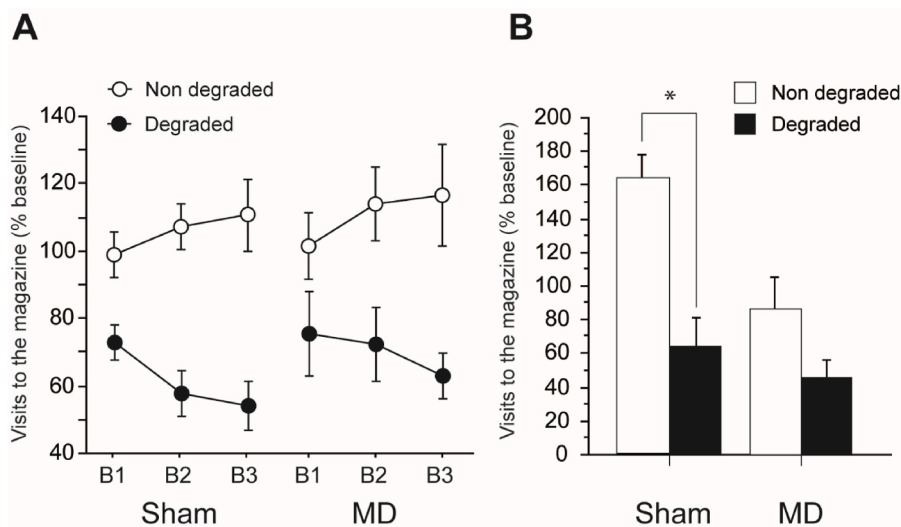 A
Non degraded
Degraded
Visits to the magazine (% baseline)
140
120
100
80
60
40
B1 B2 B3 B1 B2 B3
Sham MD
B
Non degraded
Degraded
*
Visits to the magazine (% baseline)
200
180
160
140
120
100
80
60
40
20
0
Sham MD